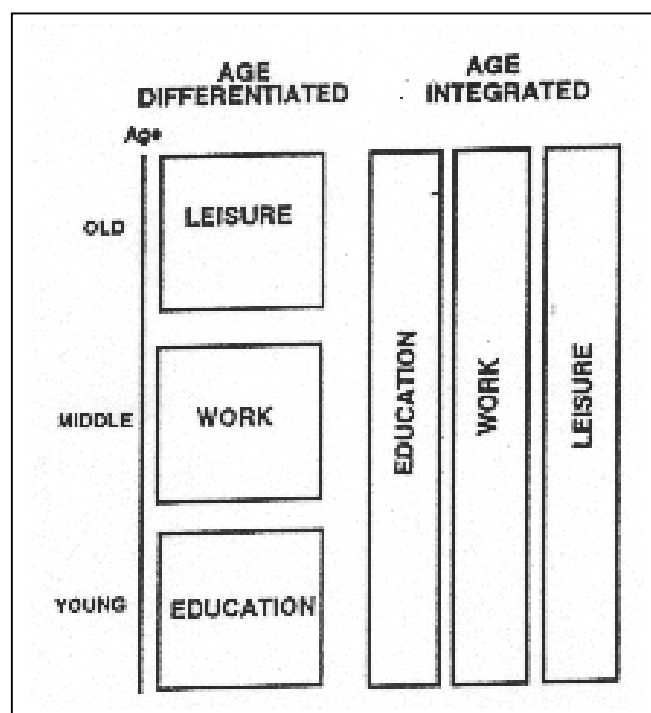 AGE
DIFFERENTIATED
AGE
INTEGRATED
Age
OLD
LEISURE
MIDDLE
WORK
YOUNG
EDUCATION
EDUCATION
WORK
LEISURE